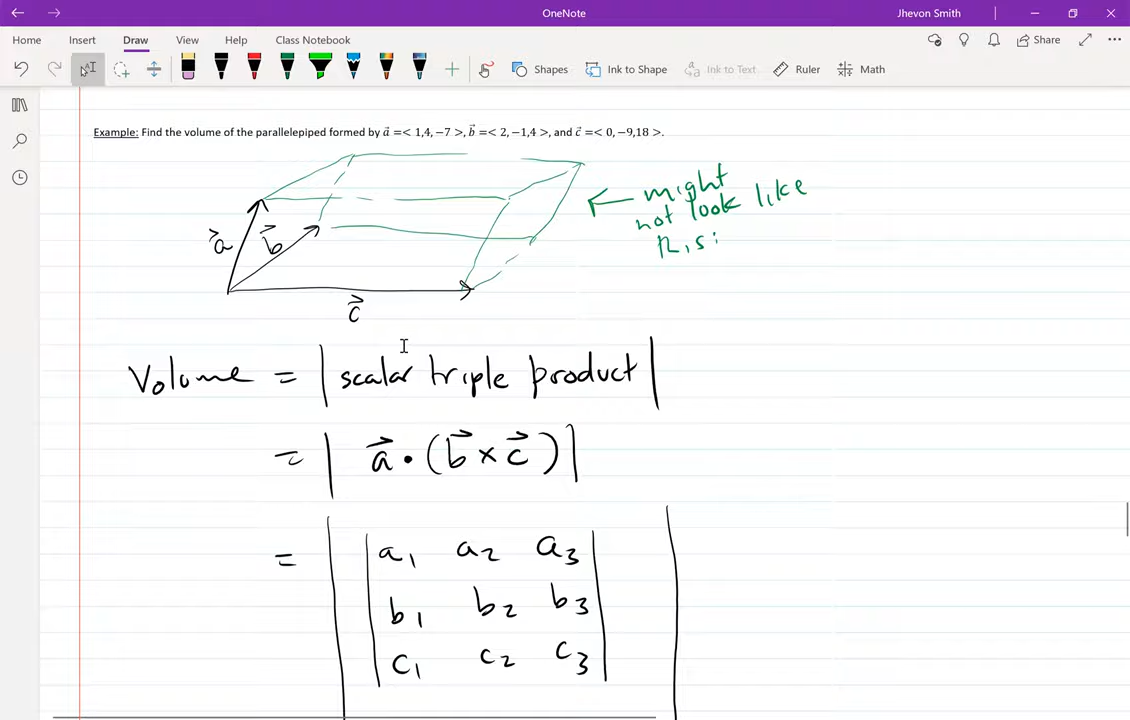 OneNote
Jhevon Smith
Home Insert Draw View Help Class Notebook
Share
Shapes Ink to Shape Ink to Text Ruler Math
Example: Find the volume of the parallelepiped formed by a⃗ =< 1,4, −7 >, b⃗ =< 2, −1,4 >, and c⃗ =< 0, −9,18 >.
might
not look like
this
a⃗ b⃗
c⃗
Volume = | scalar triple product |
= | a⃗ • (b⃗ × c⃗) |
=
a₁ a₂ a₃
b₁ b₂ b₃
c₁ c₂ c₃